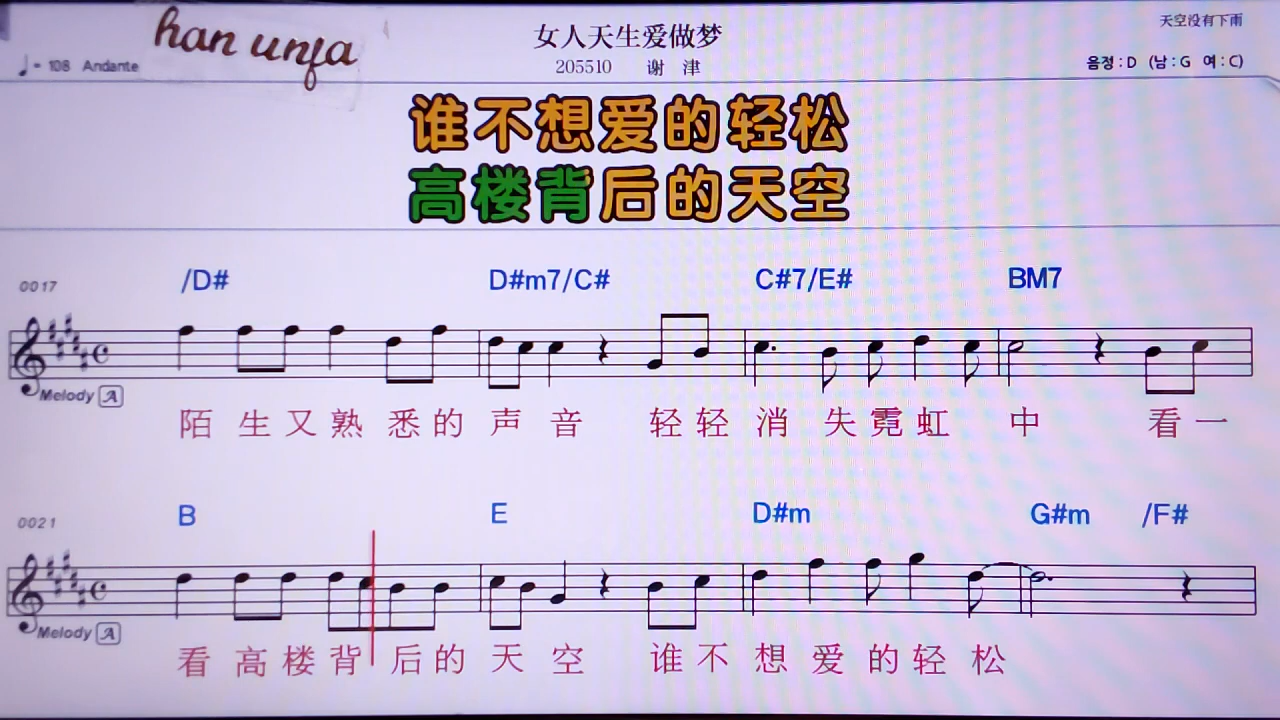 han unfa
女人天生爱做梦
天空没有下雨
♩= 108 Andante
205510 谢 津
음정:D (남:G 여:C)
谁不想爱的轻松
高楼背后的天空
0017
/D# D#m7/C# C#7/E# BM7
Melody A
陌生又熟悉的声音 轻轻消失霓虹中 看一
0021
B E D#m G#m /F#
Melody A
看高楼背后的天空 谁不想爱的轻松